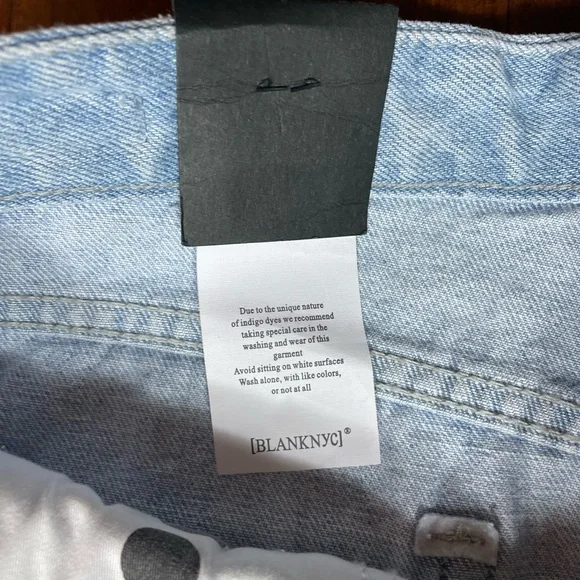 Due to the unique nature
of indigo dyes we recommend
taking special care in the
washing and wear of this
garment
Avoid sitting on white surfaces
Wash alone, with like colors,
or not at all
[BLANKNYC]®